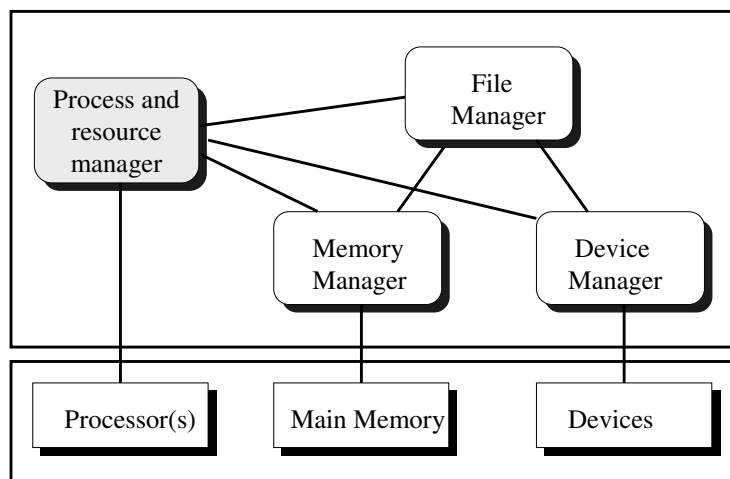 Process and
resource
manager
File
Manager
Memory
Manager
Device
Manager
Processor(s)
Main Memory
Devices